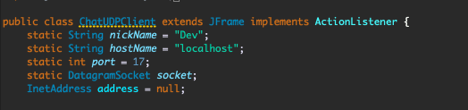 public class ChatUDPClient extends JFrame implements ActionListener {
static String nickName = "Dev";
static String hostName = "localhost";
static int port = 17;
static DatagramSocket socket;
InetAddress address = null;